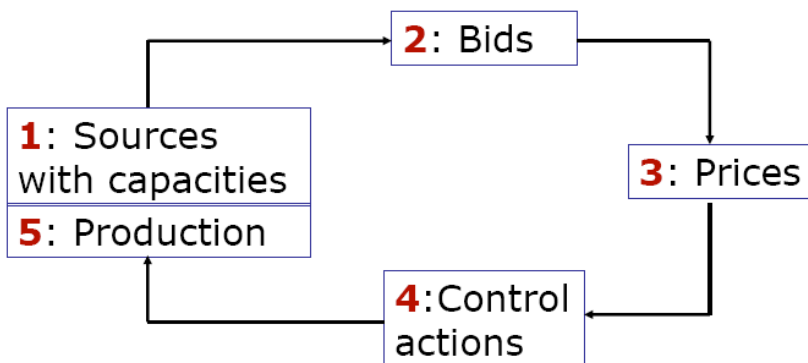 2: Bids
1: Sources
with capacities
3: Prices
5: Production
4:Control
actions